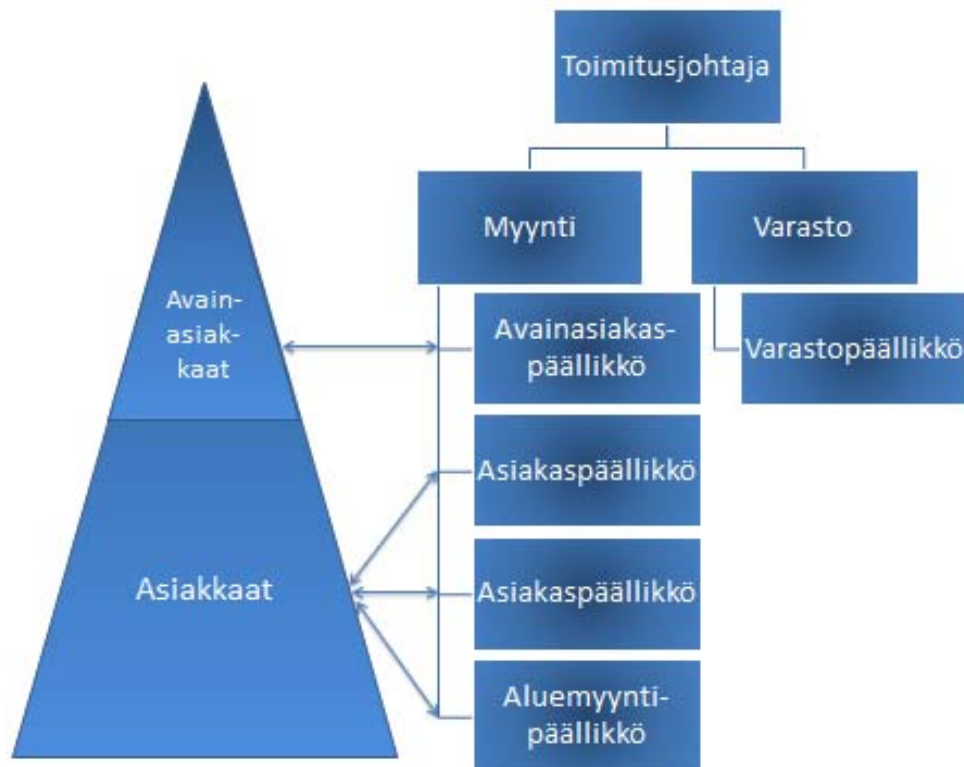 Toimitusjohtaja
Myynti
Varasto
Avain-
asiak-
kaat
Avainasiakas-
päällikkö
Varastopäällikkö
Asiakaspäällikkö
Asiakkaat
Asiakaspäällikkö
Aluemyynti-
päällikkö